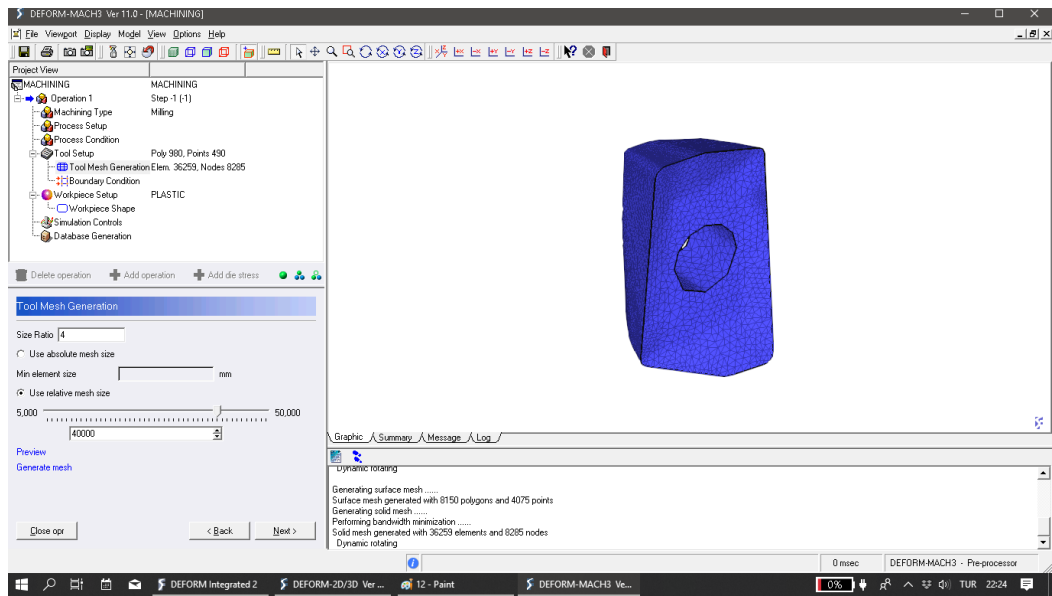 DEFORM-MACH3 Ver 11.0 - [MACHINING]
File Viewport Display Model View Options Help
Project View
MACHINING MACHINING
Operation 1 Step -1 (-1)
Machining Type Milling
Process Setup
Process Condition
Tool Setup Poly 980, Points 490
Tool Mesh Generation Elem. 36259, Nodes 8285
Boundary Condition
Workpiece Setup PLASTIC
Workpiece Shape
Simulation Controls
Database Generation
Delete operation Add operation Add die stress
Tool Mesh Generation
Size Ratio 4
Use absolute mesh size
Min element size mm
Use relative mesh size
5,000 50,000
40000
Preview
Generate mesh
Close opr < Back Next >
+X -X +Y -Y +Z -Z
Graphic Summary Message Log
Dynamic rotating
Generating surface mesh ......
Surface mesh generated with 8150 polygons and 4075 points
Generating solid mesh ......
Performing bandwidth minimization ......
Solid mesh generated with 36259 elements and 8285 nodes
Dynamic rotating
0 msec DEFORM-MACH3 - Pre-processor
DEFORM Integrated 2 DEFORM-2D/3D Ver ... 12 - Paint DEFORM-MACH3 Ve... 0% TUR 22:24